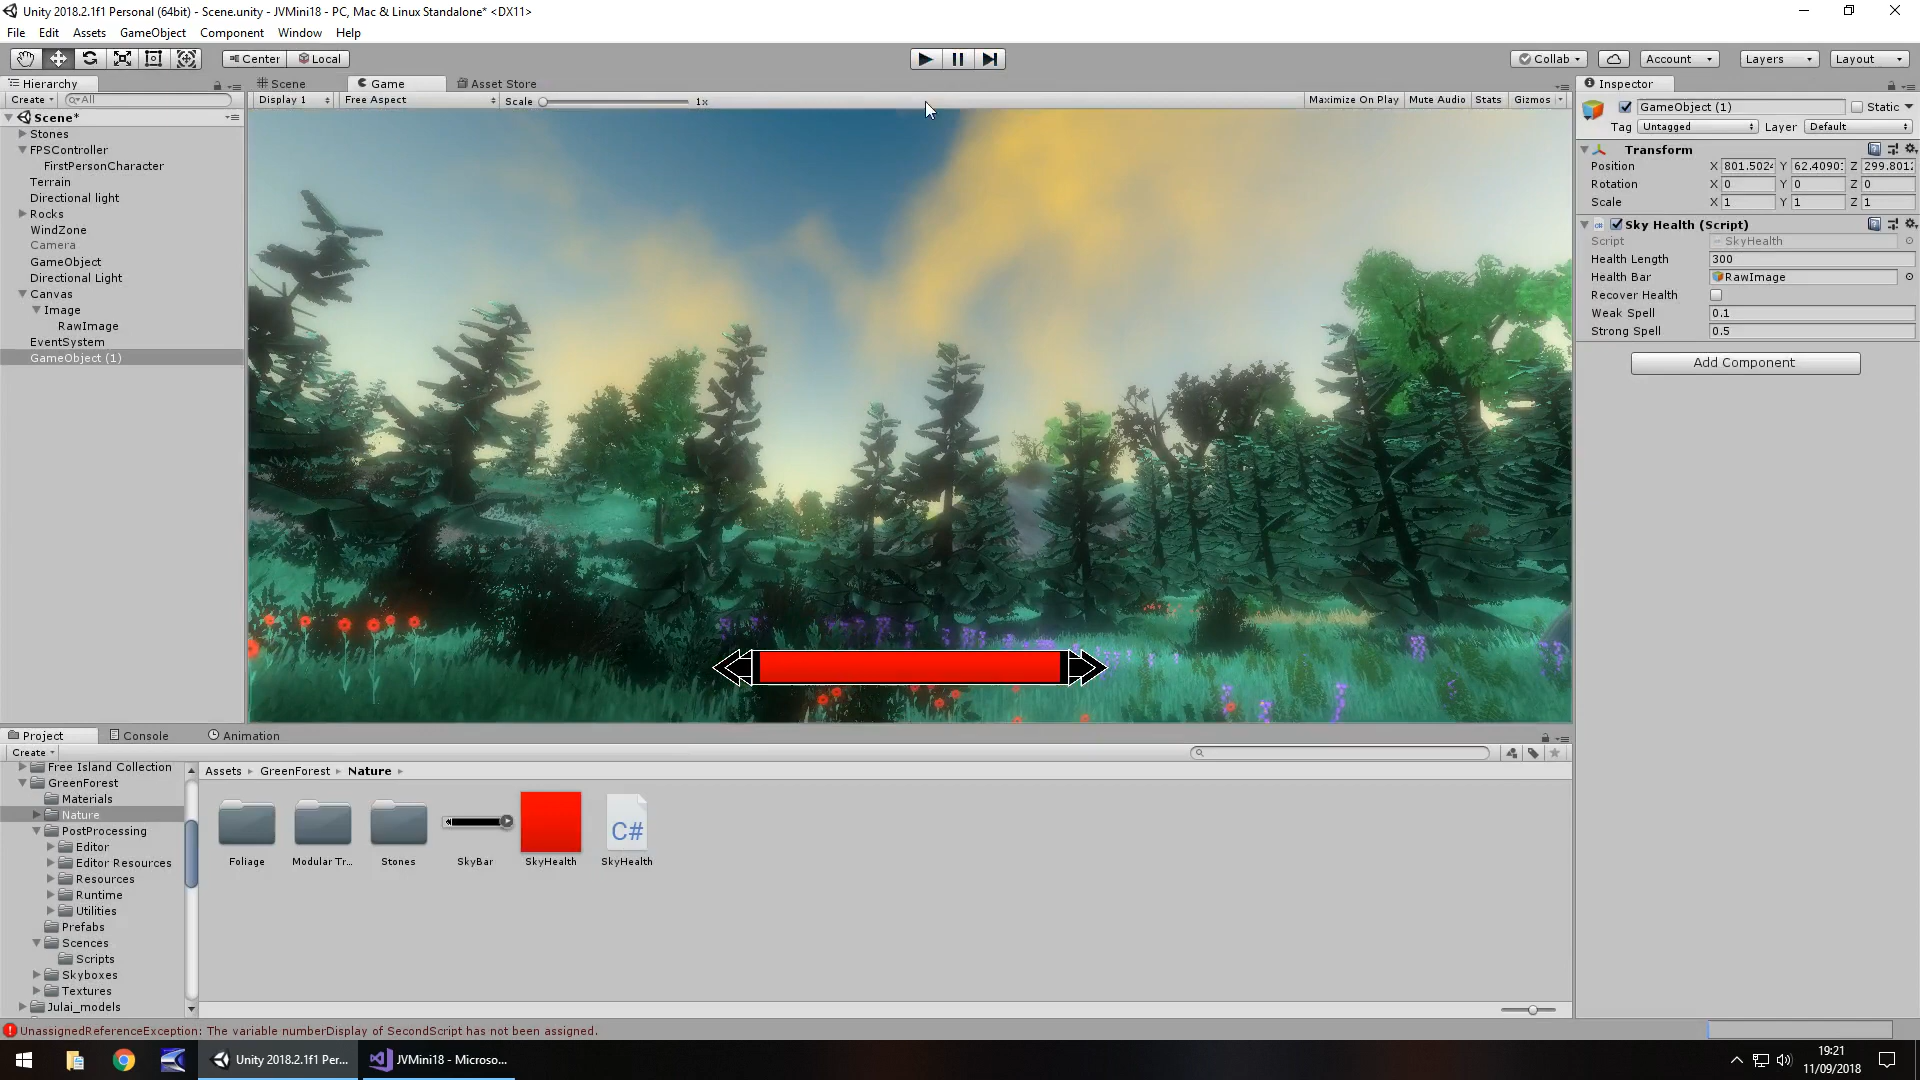 Unity 2018.2.1f1 Personal (64bit) - Scene.unity - JVMini18 - PC, Mac & Linux Standalone* <DX11>
File Edit Assets GameObject Component Window Help
Center Local Collab Account Layers Layout
Hierarchy Scene Game Asset Store Inspector
Create All Display 1 Free Aspect Scale 1x Maximize On Play Mute Audio Stats Gizmos
Scene*
Stones
FPSController
FirstPersonCharacter
Terrain
Directional light
Rocks
WindZone
Camera
GameObject
Directional Light
Canvas
Image
RawImage
EventSystem
GameObject (1)
GameObject (1) Static
Tag Untagged Layer Default
Transform
Position X 801.502 Y 62.4090 Z 299.801
Rotation X 0 Y 0 Z 0
Scale X 1 Y 1 Z 1
Sky Health (Script)
Script SkyHealth
Health Length 300
Health Bar RawImage
Recover Health
Weak Spell 0.1
Strong Spell 0.5
Add Component
Project Console Animation
Create
Free Island Collection
GreenForest
Materials
Nature
PostProcessing
Editor
Editor Resources
Resources
Runtime
Utilities
Prefabs
Scences
Scripts
Skyboxes
Textures
Julai_models
Assets GreenForest Nature
C#
Foliage Modular Tr... Stones SkyBar SkyHealth SkyHealth
UnassignedReferenceException: The variable numberDisplay of SecondScript has not been assigned.
Unity 2018.2.1f1 Per... JVMini18 - Microso...
19:21
11/09/2018